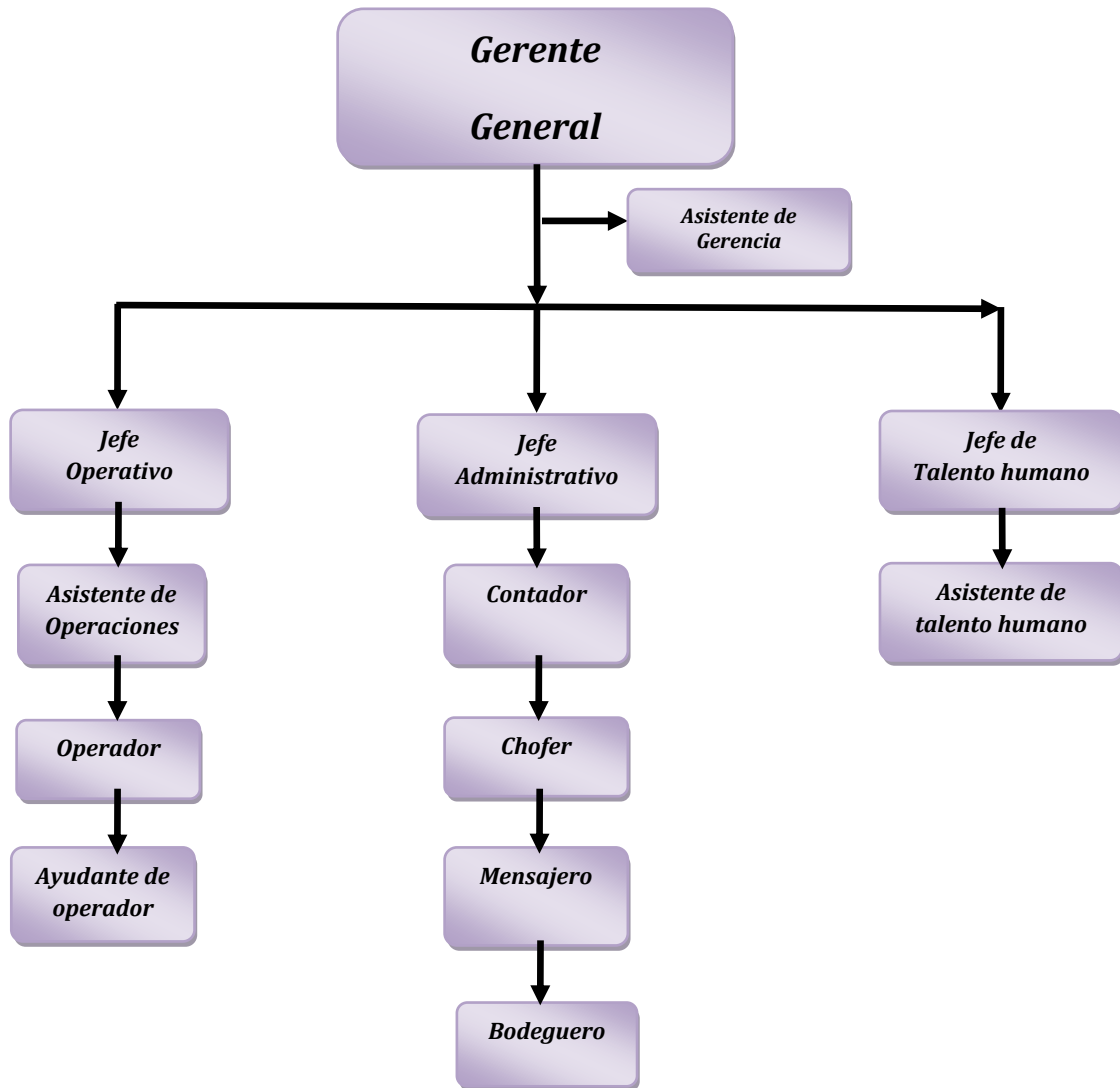 Gerente
General
Asistente de
Gerencia
Jefe
Operativo
Jefe
Administrativo
Jefe de
Talento humano
Asistente de
Operaciones
Contador
Asistente de
talento humano
Operador
Chofer
Ayudante de
operador
Mensajero
Bodeguero